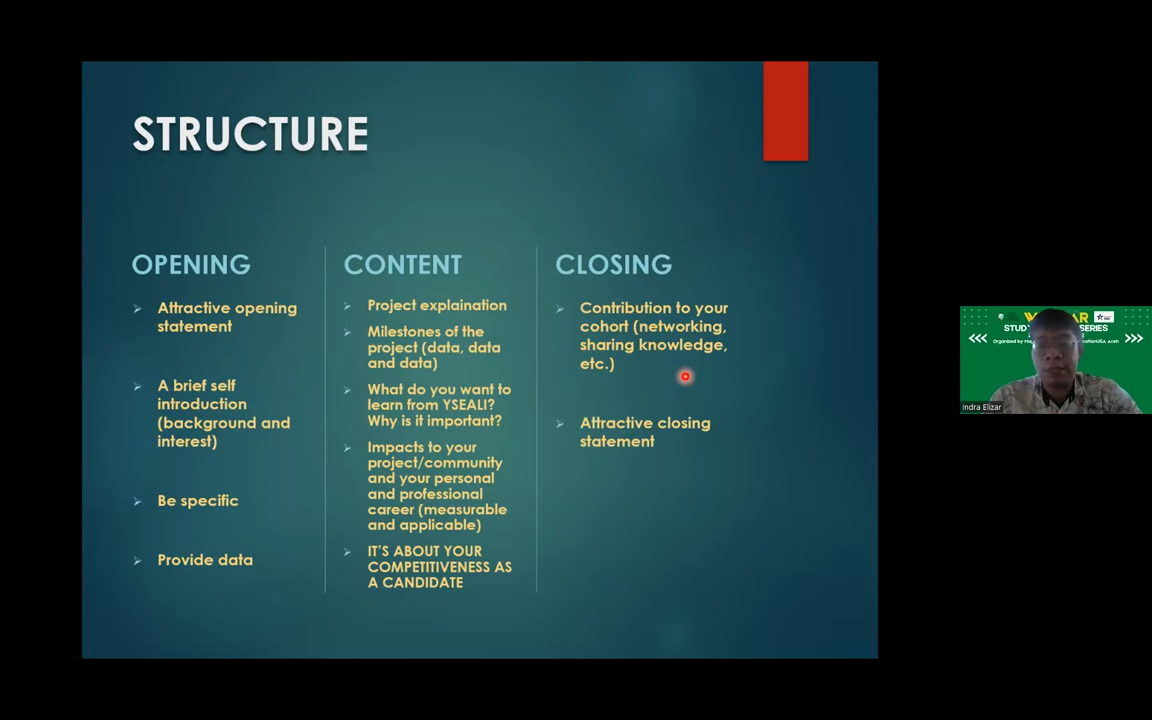 STRUCTURE
OPENING
Attractive opening
statement
A brief self
introduction
(background and
interest)
Be specific
Provide data
CONTENT
Project explaination
Milestones of the
project (data, data
and data)
What do you want to
learn from YSEALI?
Why is it important?
Impacts to your
project/community
and your personal
and professional
career (measurable
and applicable)
IT'S ABOUT YOUR
COMPETITIVENESS AS
A CANDIDATE
CLOSING
Contribution to your
cohort (networking,
sharing knowledge,
etc.)
Attractive closing
statement
Indra Elizar